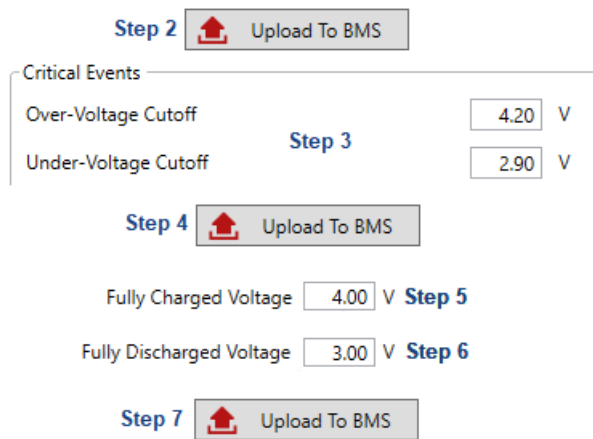 Step 2 Upload To BMS
Critical Events
Over-Voltage Cutoff 4.20 V
Step 3
Under-Voltage Cutoff 2.90 V
Step 4 Upload To BMS
Fully Charged Voltage 4.00 V Step 5
Fully Discharged Voltage 3.00 V Step 6
Step 7 Upload To BMS